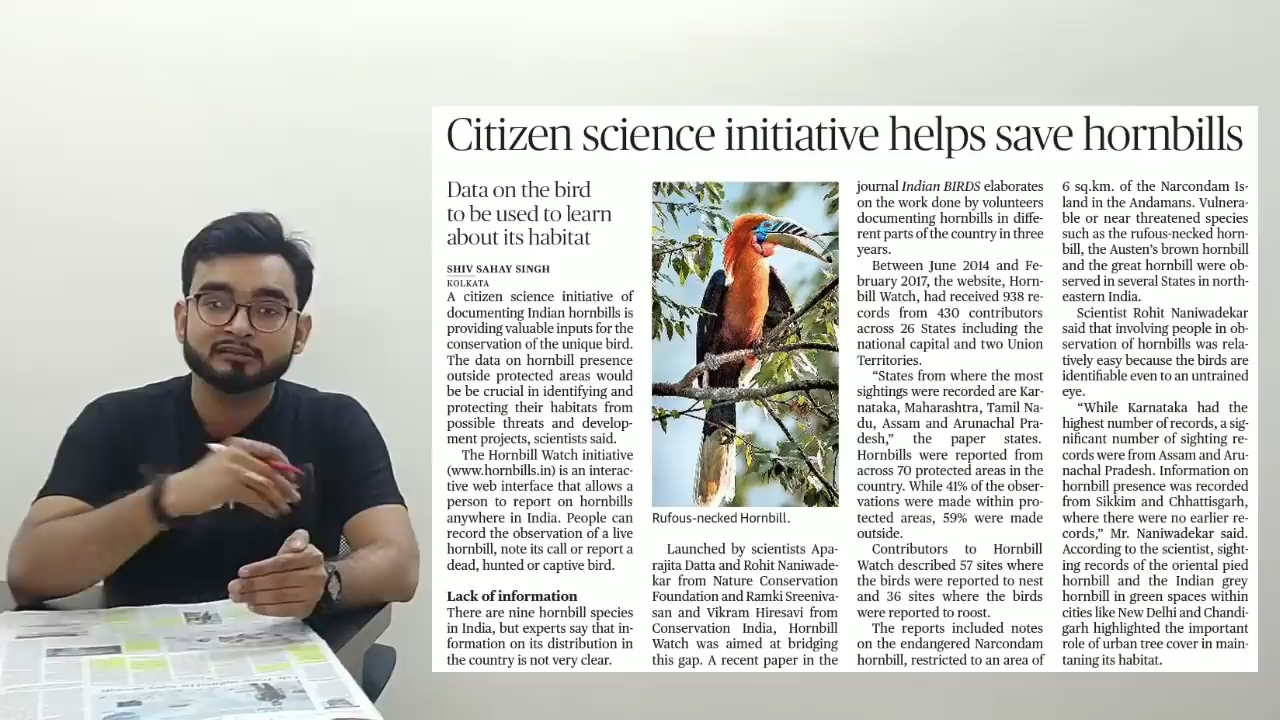 Citizen science initiative helps save hornbills
Data on the bird
to be used to learn
about its habitat
SHIV SAHAY SINGH
KOLKATA
A citizen science initiative of
documenting Indian hornbills is
providing valuable inputs for the
conservation of the unique bird.
The data on hornbill presence
outside protected areas would
be be crucial in identifying and
protecting their habitats from
possible threats and develop-
ment projects, scientists said.
The Hornbill Watch initiative
(www.hornbills.in) is an interac-
tive web interface that allows a
person to report on hornbills
anywhere in India. People can
record the observation of a live
hornbill, note its call or report a
dead, hunted or captive bird.
Lack of information
There are nine hornbill species
in India, but experts say that in-
formation on its distribution in
the country is not very clear.
Rufous-necked Hornbill.
Launched by scientists Apa-
rajita Datta and Rohit Naniwade-
kar from Nature Conservation
Foundation and Ramki Sreeniva-
san and Vikram Hiresavi from
Conservation India, Hornbill
Watch was aimed at bridging
this gap. A recent paper in the
journal Indian BIRDS elaborates
on the work done by volunteers
documenting hornbills in diffe-
rent parts of the country in three
years.
Between June 2014 and Fe-
bruary 2017, the website, Horn-
bill Watch, had received 938 re-
cords from 430 contributors
across 26 States including the
national capital and two Union
Territories.
“States from where the most
sightings were recorded are Kar-
nataka, Maharashtra, Tamil Na-
du, Assam and Arunachal Pra-
desh,” the paper states.
Hornbills were reported from
across 70 protected areas in the
country. While 41% of the obser-
vations were made within pro-
tected areas, 59% were made
outside.
Contributors to Hornbill
Watch described 57 sites where
the birds were reported to nest
and 36 sites where the birds
were reported to roost.
The reports included notes
on the endangered Narcondam
hornbill, restricted to an area of
6 sq.km. of the Narcondam Is-
land in the Andamans. Vulnera-
ble or near threatened species
such as the rufous-necked horn-
bill, the Austen’s brown hornbill
and the great hornbill were ob-
served in several States in north-
eastern India.
Scientist Rohit Naniwadekar
said that involving people in ob-
servation of hornbills was rela-
tively easy because the birds are
identifiable even to an untrained
eye.
“While Karnataka had the
highest number of records, a sig-
nificant number of sighting re-
cords were from Assam and Aru-
nachal Pradesh. Information on
hornbill presence was recorded
from Sikkim and Chhattisgarh,
where there were no earlier re-
cords,” Mr. Naniwadekar said.
According to the scientist, sight-
ing records of the oriental pied
hornbill and the Indian grey
hornbill in green spaces within
cities like New Delhi and Chandi-
garh highlighted the important
role of urban tree cover in main-
taning its habitat.